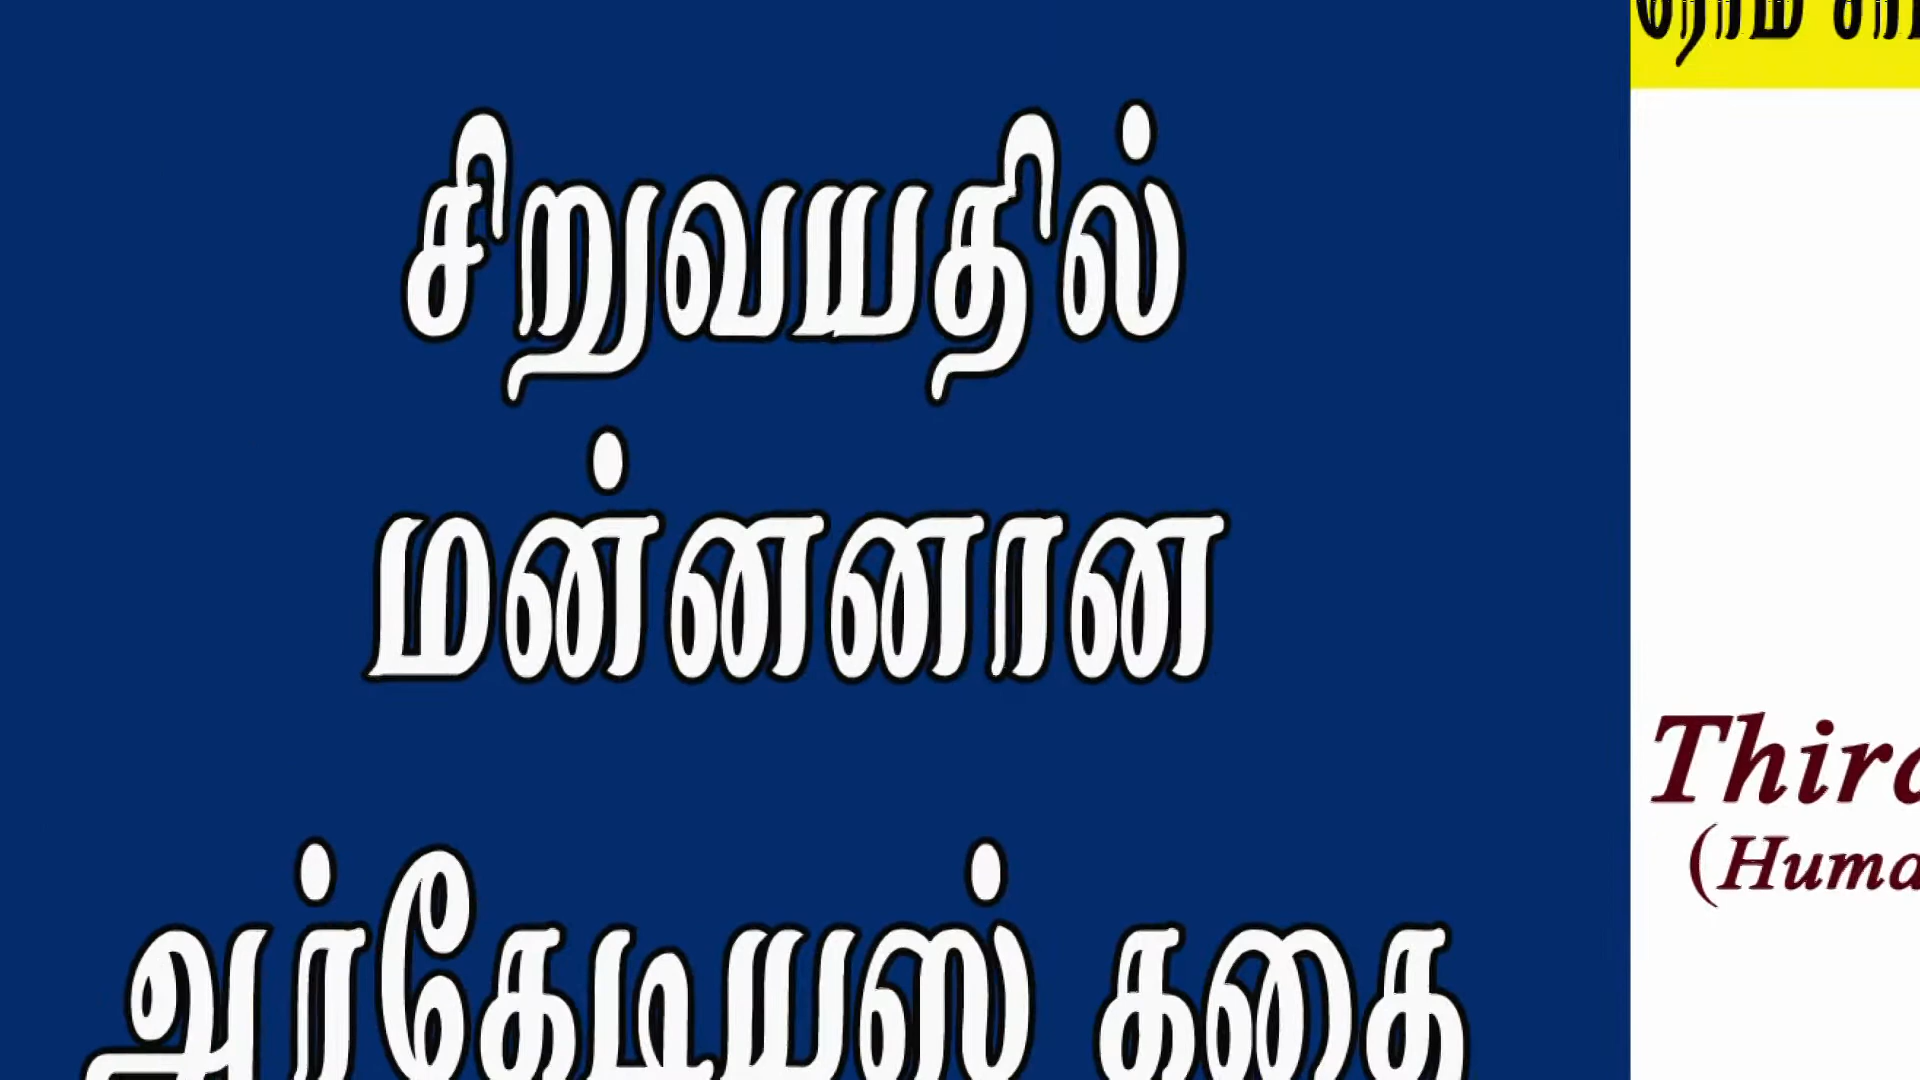 சிறுவயதில்
மன்னனான
அர்கேடியஸ் கதை
ரோம்